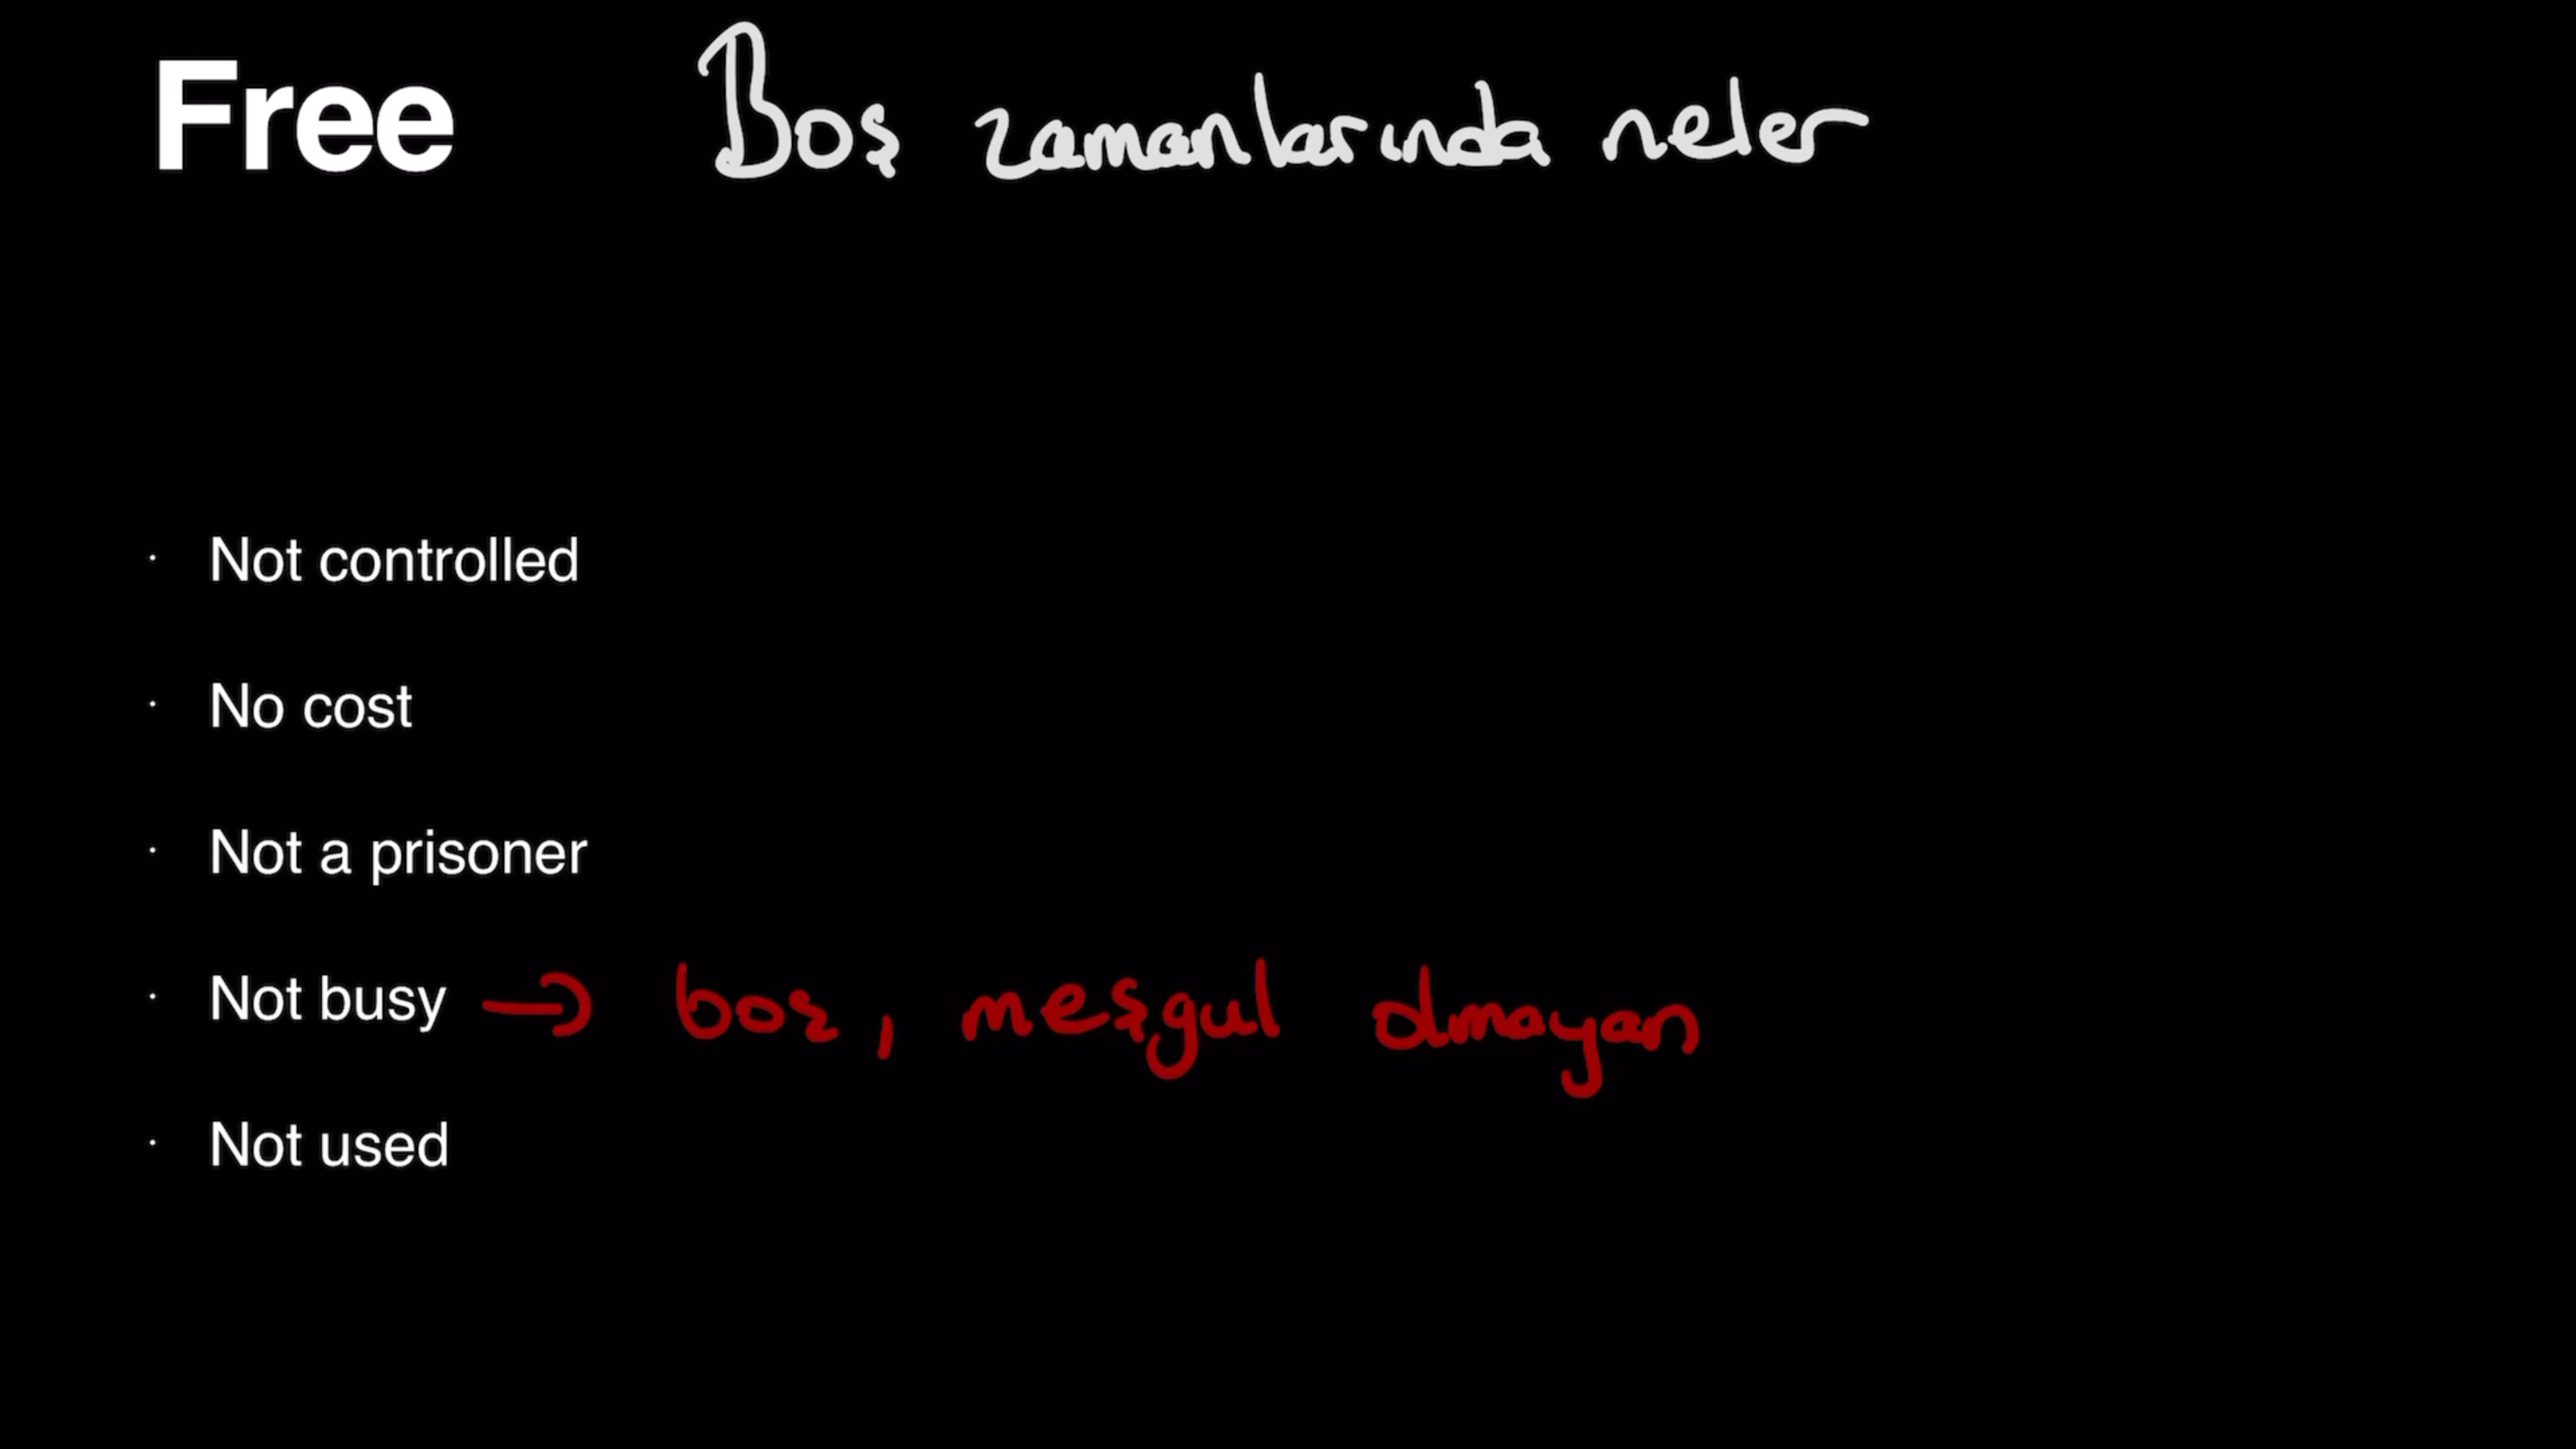 Free Boş zamanlarında neler
· Not controlled
· No cost
· Not a prisoner
· Not busy → boş, meşgul olmayan
· Not used